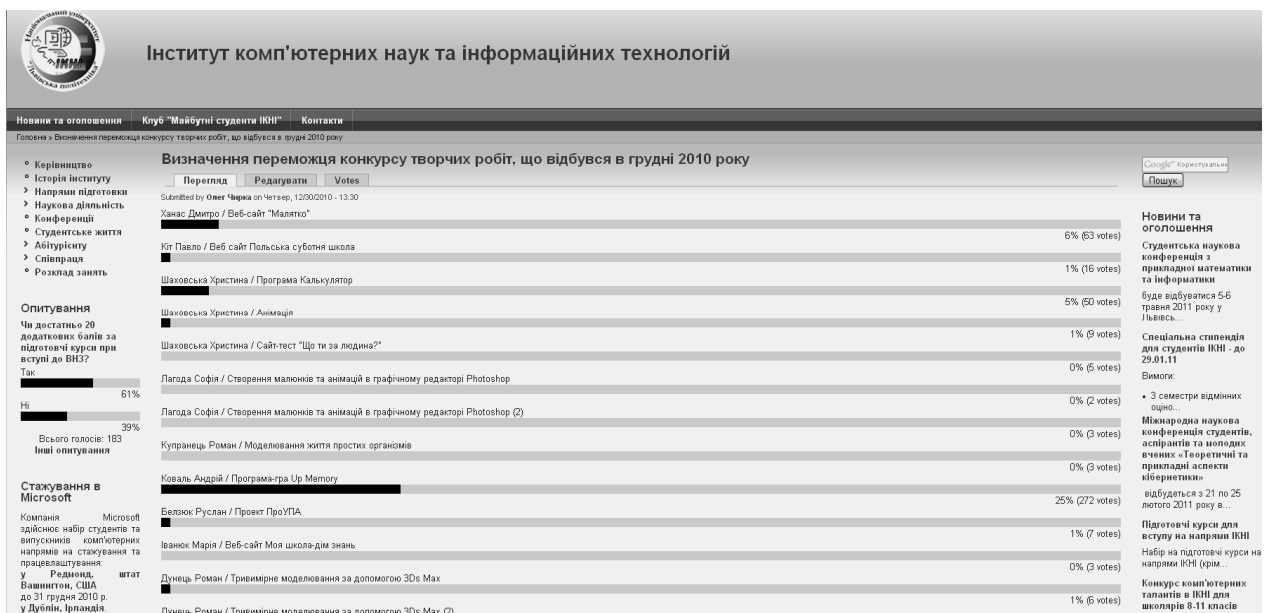 Національний університет
ІКНІ
"Львівська політехніка"
Інститут комп'ютерних наук та інформаційних технологій
Новини та оголошення Клуб "Майбутні студенти ІКНІ" Контакти
Головна » Визначення переможця конкурсу творчих робіт, що відбувся в грудні 2010 року
Керівництво
Історія інституту
Напрями підготовки
Наукова діяльність
Конференції
Студентське життя
Абітурієнту
Співпраця
Розклад занять
Опитування
Чи достатньо 20
додаткових балів за
підготовчі курси при
вступі до ВНЗ?
Так
61%
Ні
39%
Всього голосів: 183
Інші опитування
Стажування в
Microsoft
Компанія Microsoft
здійснює набір студентів та
випускників комп'ютерних
напрямів на стажування та
працевлаштування:
у Редмонд, штат
Вашингтон, США
до 31 грудня 2010 р.
у Дублін, Ірландія.
Визначення переможця конкурсу творчих робіт, що відбувся в грудні 2010 року
Перегляд Редагувати Votes
Submitted by Олег Чирка on Четвер, 12/30/2010 - 13:30
Ханас Дмитро / Веб-сайт "Малятко"
6% (63 votes)
Кіт Павло / Веб сайт Польська суботня школа
1% (16 votes)
Шаховська Христина / Програма Калькулятор
5% (50 votes)
Шаховська Христина / Анімація
1% (9 votes)
Шаховська Христина / Сайт-тест "Що ти за людина?"
0% (5 votes)
Лагода Софія / Створення малюнків та анімацій в графічному редакторі Photoshop
0% (2 votes)
Лагода Софія / Створення малюнків та анімацій в графічному редакторі Photoshop (2)
0% (3 votes)
Купранець Роман / Моделювання життя простих організмів
0% (3 votes)
Коваль Андрій / Програма-гра Up Memory
25% (272 votes)
Белзюк Руслан / Проект ПроУПА
1% (7 votes)
Іванюк Марія / Веб-сайт Моя школа-дім знань
0% (3 votes)
Дунець Роман / Тривимірне моделювання за допомогою 3Ds Max
1% (6 votes)
Дунець Роман / Тривимірне моделювання за допомогою 3Ds Max (2)
Google™ Користувальни
Пошук
Новини та
оголошення
Студентська наукова
конференція з
прикладної математики
та інформатики
буде відбуватися 5-6
травня 2011 року у
Львівсь...
Спеціальна стипендія
для студентів ІКНІ - до
29.01.11
Вимоги:
• 3 семестри відмінних
оціно...
Міжнародна наукова
конференція студентів,
аспірантів та молодих
вчених «Теоретичні та
прикладні аспекти
кібернетики»
відбудеться з 21 по 25
лютого 2011 року в...
Підготовчі курси для
вступу на напрями ІКНІ
Набір на підготовчі курси на
напрями ІКНІ (крім...
Конкурс комп'ютерних
талантів в ІКНІ для
школярів 8-11 класів